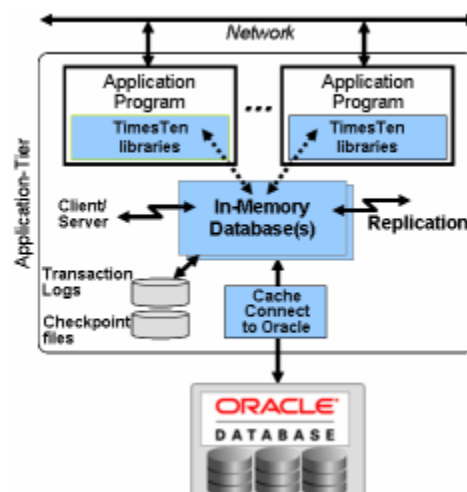 Network
Application
Program
TimesTen
libraries
...
Application
Program
TimesTen
libraries
Application-Tier
Client/
Server
In-Memory
Database(s)
Replication
Transaction
Logs
Checkpoint
files
Cache
Connect
to Oracle
ORACLE®
DATABASE